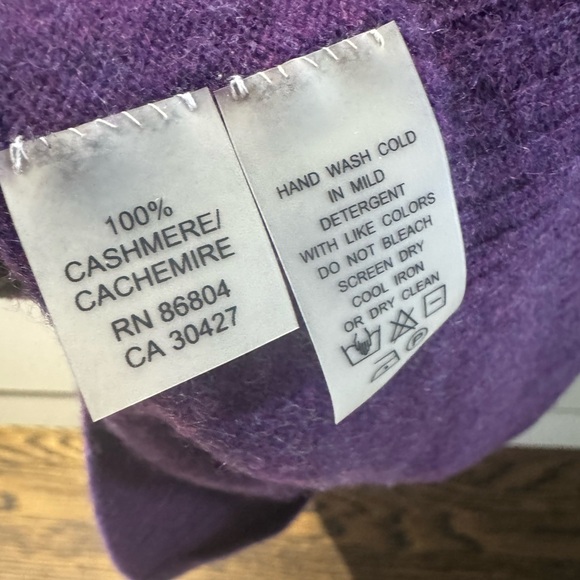 100%
CASHMERE/
CACHEMIRE
RN 86804
CA 30427
HAND WASH COLD
IN MILD
DETERGENT
WITH LIKE COLORS
DO NOT BLEACH
SCREEN DRY
COOL IRON
OR DRY CLEAN
P